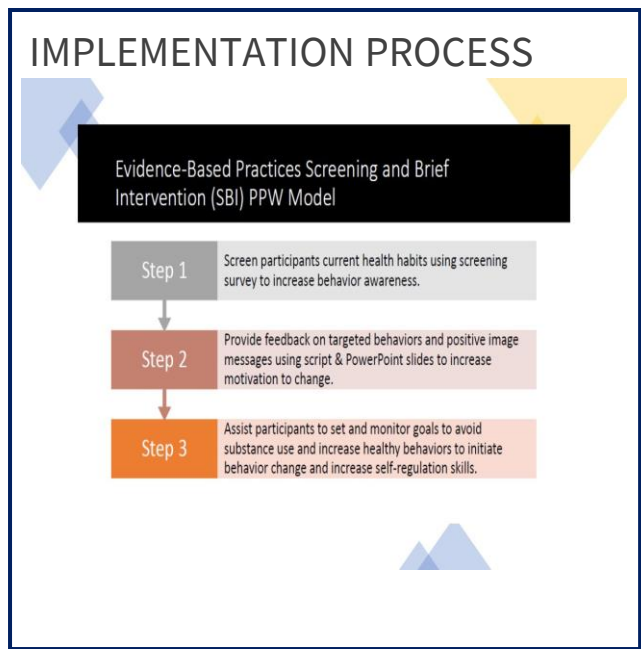 IMPLEMENTATION PROCESS
Evidence-Based Practices Screening and Brief
Intervention (SBI) PPW Model
Step 1
Screen participants current health habits using screening
survey to increase behavior awareness.
Step 2
Provide feedback on targeted behaviors and positive image
messages using script & PowerPoint slides to increase
motivation to change.
Step 3
Assist participants to set and monitor goals to avoid
substance use and increase healthy behaviors to initiate
behavior change and increase self-regulation skills.